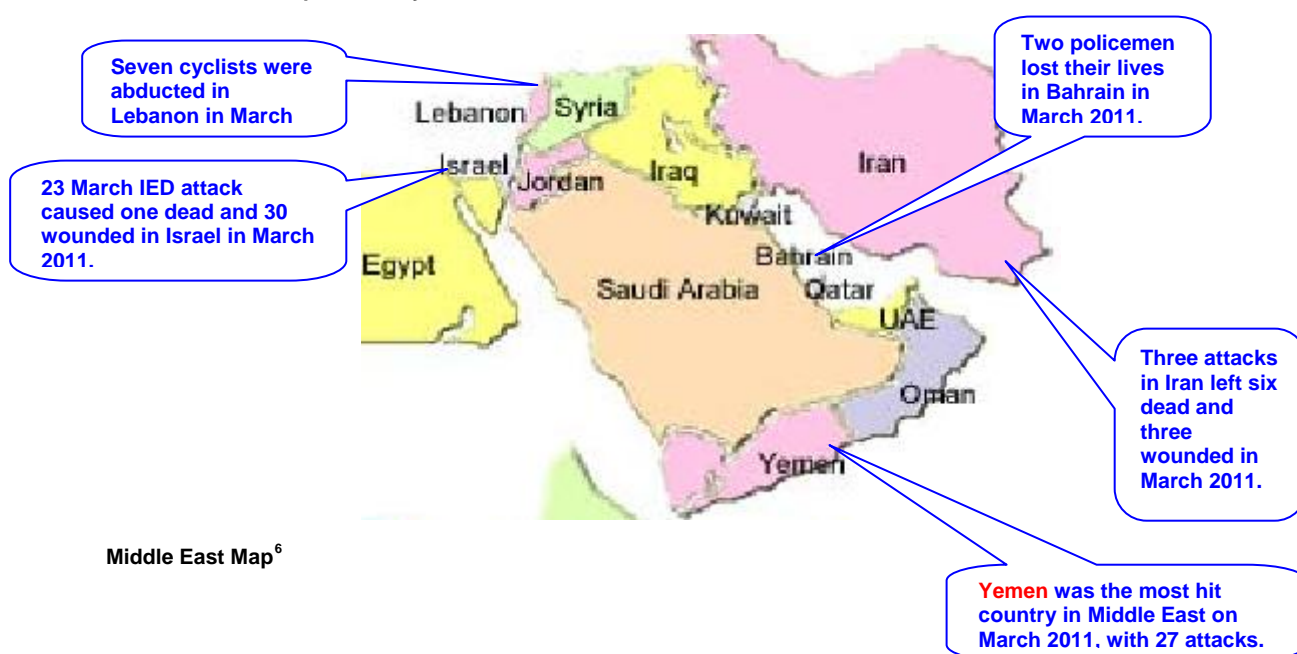 Seven cyclists were
abducted in
Lebanon in March
Two policemen
lost their lives
in Bahrain in
March 2011.
23 March IED attack
caused one dead and 30
wounded in Israel in March
2011.
Lebanon
Syria
Israel
Jordan
Iraq
Iran
Kuwait
Bahrain
Egypt
Saudi Arabia
Qatar
UAE
Oman
Yemen
Three attacks
in Iran left six
dead and
three
wounded in
March 2011.
Middle East Map⁶
Yemen was the most hit
country in Middle East on
March 2011, with 27 attacks.